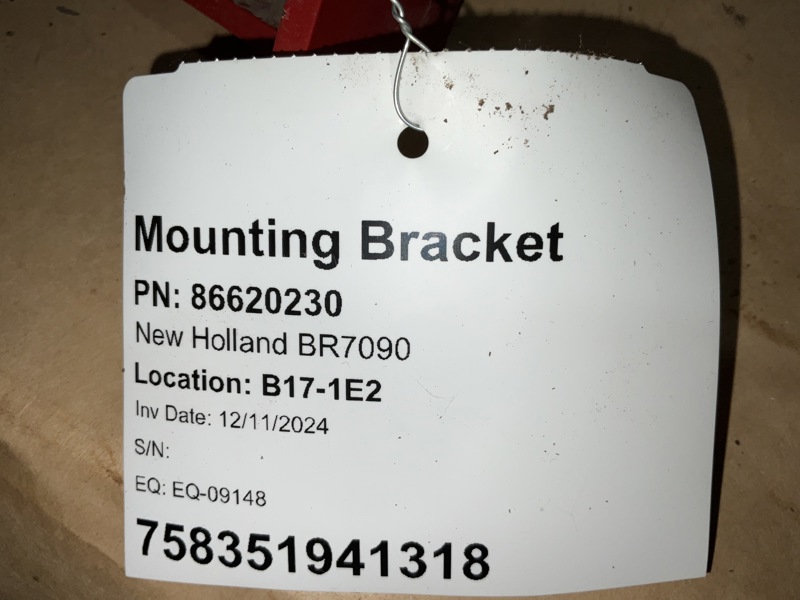 Mounting Bracket
PN: 86620230
New Holland BR7090
Location: B17-1E2
Inv Date: 12/11/2024
S/N:
EQ: EQ-09148
758351941318